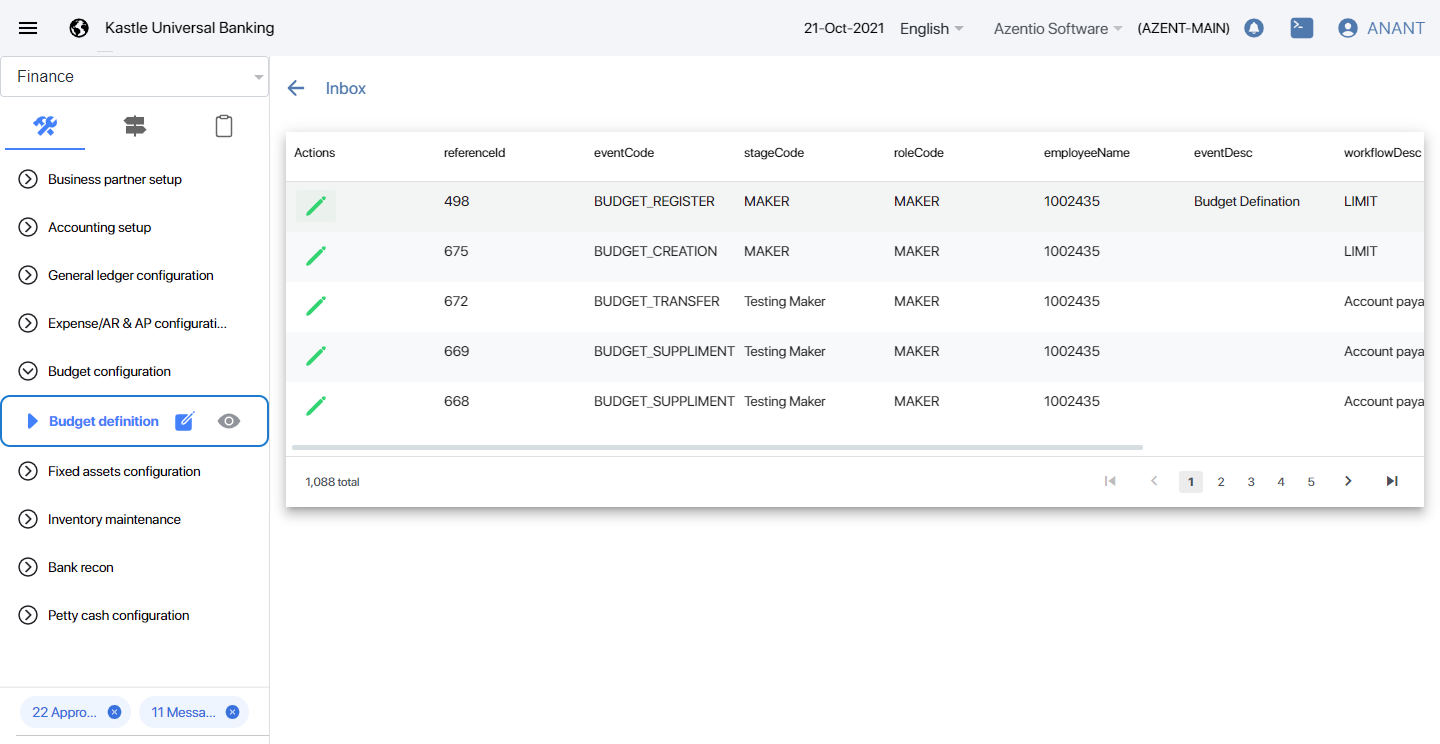 Kastle Universal Banking
21-Oct-2021 English Azentio Software (AZENT-MAIN) ANANT
Finance
Business partner setup
Accounting setup
General ledger configuration
Expense/AR & AP configurati...
Budget configuration
Budget definition
Fixed assets configuration
Inventory maintenance
Bank recon
Petty cash configuration
22 Appro... 11 Messa...
Inbox
Actions referenceId eventCode stageCode roleCode employeeName eventDesc workflowDesc
498 BUDGET_REGISTER MAKER MAKER 1002435 Budget Defination LIMIT
675 BUDGET_CREATION MAKER MAKER 1002435 LIMIT
672 BUDGET_TRANSFER Testing Maker MAKER 1002435 Account paya
669 BUDGET_SUPPLIMENT Testing Maker MAKER 1002435 Account paya
668 BUDGET_SUPPLIMENT Testing Maker MAKER 1002435 Account paya
1,088 total 1 2 3 4 5